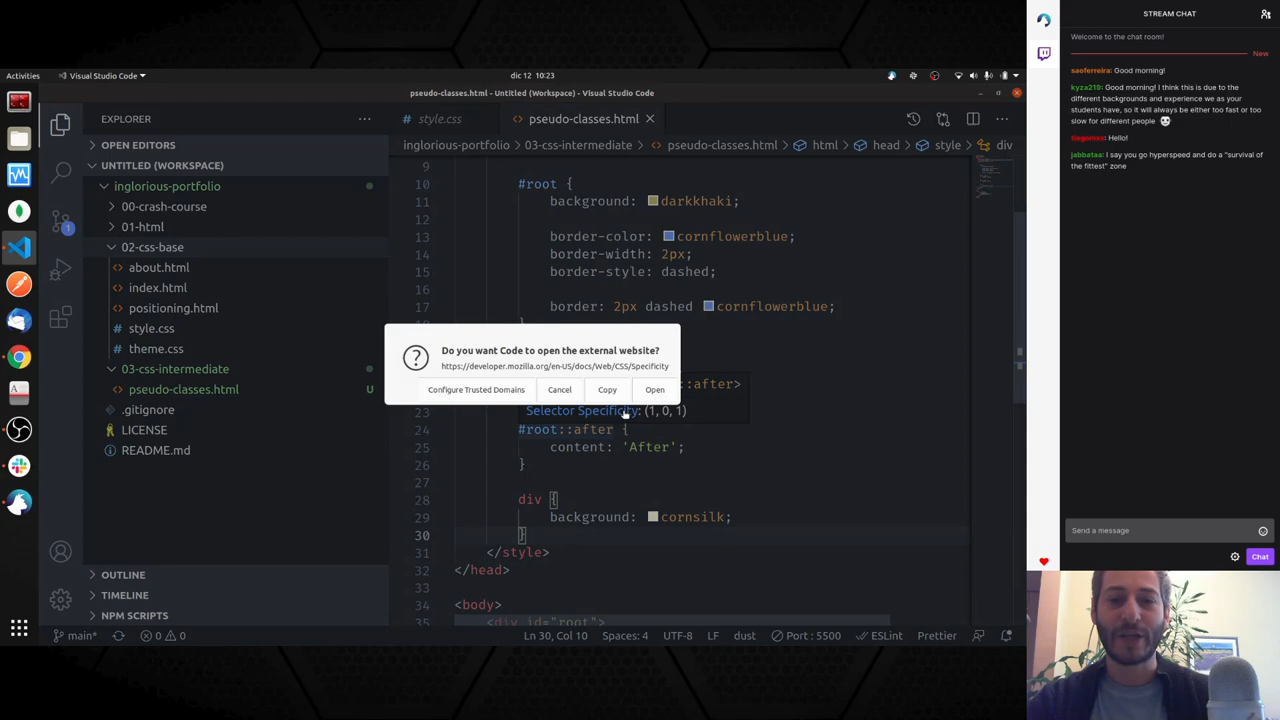 Activities
Visual Studio Code
dic 12 10:23
pseudo-classes.html - Untitled (Workspace) - Visual Studio Code
EXPLORER
OPEN EDITORS
UNTITLED (WORKSPACE)
inglorious-portfolio
00-crash-course
01-html
02-css-base
about.html
index.html
positioning.html
style.css
theme.css
03-css-intermediate
pseudo-classes.html U
.gitignore
LICENSE
README.md
OUTLINE
TIMELINE
NPM SCRIPTS
1
style.css
pseudo-classes.html
inglorious-portfolio > 03-css-intermediate > pseudo-classes.html > html > head > style > div
9
10 #root {
11 background: darkkhaki;
12
13 border-color: cornflowerblue;
14 border-width: 2px;
15 border-style: dashed;
16
17 border: 2px dashed cornflowerblue;
Do you want Code to open the external website?
https://developer.mozilla.org/en-US/docs/Web/CSS/Specificity
Configure Trusted Domains
Cancel
Copy
Open
::after>
Selector Specificity: (1, 0, 1)
23
24 #root::after {
25 content: 'After';
26 }
27
28 div {
29 background: cornsilk;
30 }
31 </style>
32 </head>
33
34 <body>
35 <div id="root">
main*
0 0
Ln 30, Col 10
Spaces: 4
UTF-8
LF
dust
Port : 5500
ESLint
Prettier
STREAM CHAT
Welcome to the chat room!
New
saoferreira: Good morning!
kyza219: Good morning! I think this is due to the
different backgrounds and experience we as your
students have, so it will always be either too fast or too
slow for different people
Hello!
jabbataa: I say you go hyperspeed and do a "survival of
the fittest" zone
Send a message
Chat